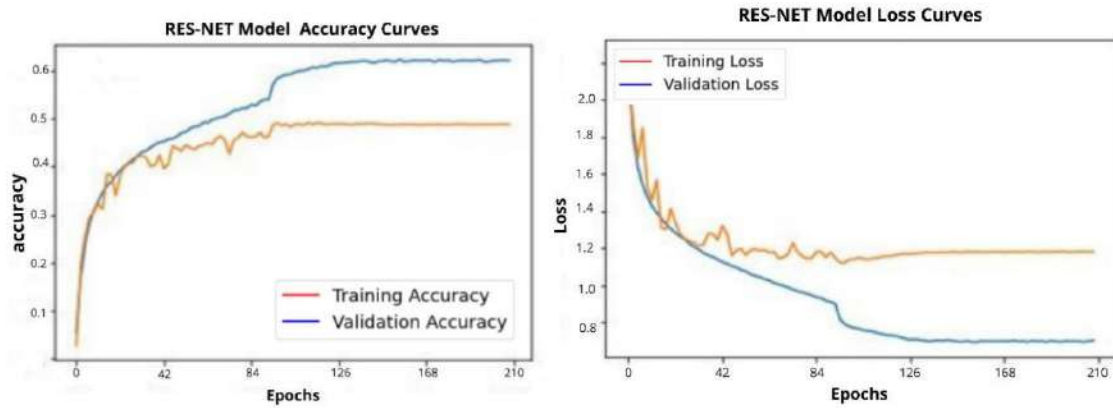 RES-NET Model Accuracy Curves
0.6
0.5
0.4
0.3
0.2
0.1
accuracy
Training Accuracy
Validation Accuracy
0 42 84 126 168 210
Epochs
RES-NET Model Loss Curves
Training Loss
Validation Loss
2.0
1.8
1.6
1.4
1.2
1.0
0.8
Loss
0 42 84 126 168 210
Epochs